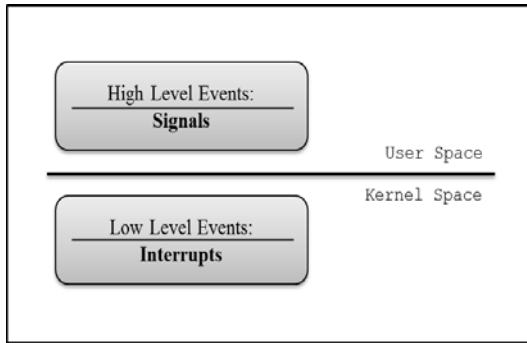 High Level Events:
Signals
User Space
Kernel Space
Low Level Events:
Interrupts